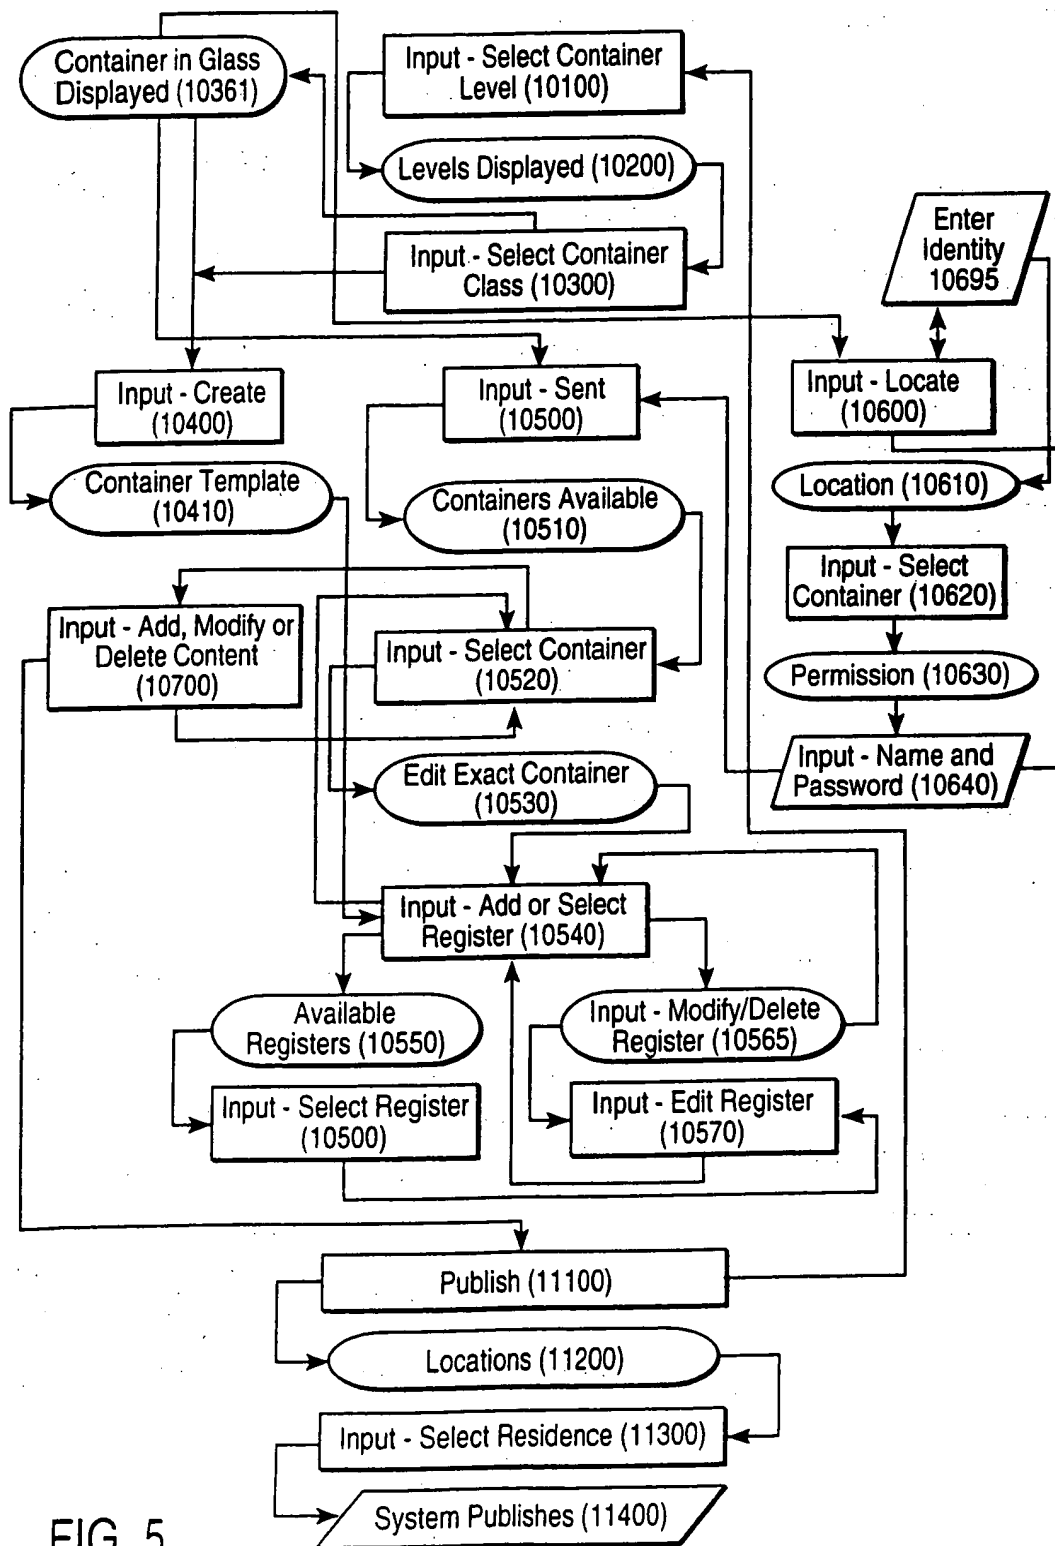 Container in Glass
Displayed (10361)
Input - Select Container
Level (10100)
Levels Displayed (10200)
Input - Select Container
Class (10300)
Enter
Identity
10695
Input - Create
(10400)
Input - Sent
(10500)
Input - Locate
(10600)
Container Template
(10410)
Containers Available
(10510)
Location (10610)
Input - Select
Container (10620)
Input - Add, Modify or
Delete Content
(10700)
Input - Select Container
(10520)
Permission (10630)
Edit Exact Container
(10530)
Input - Name and
Password (10640)
Input - Add or Select
Register (10540)
Available
Registers (10550)
Input - Modify/Delete
Register (10565)
Input - Select Register
(10500)
Input - Edit Register
(10570)
Publish (11100)
Locations (11200)
Input - Select Residence (11300)
System Publishes (11400)
FIG. 5